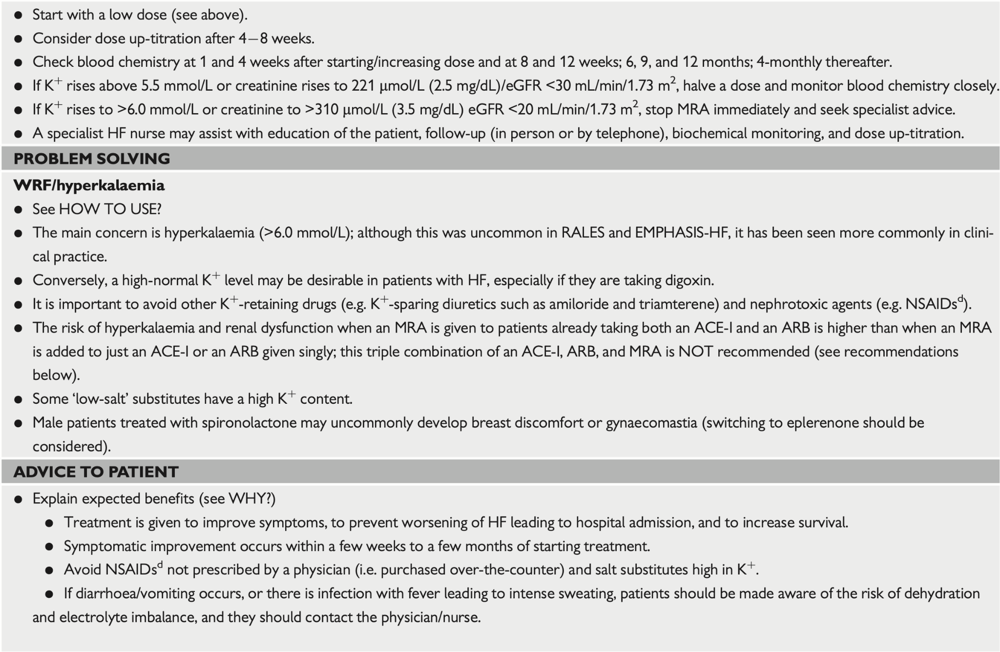 ● Start with a low dose (see above).
● Consider dose up-titration after 4–8 weeks.
● Check blood chemistry at 1 and 4 weeks after starting/increasing dose and at 8 and 12 weeks; 6, 9, and 12 months; 4-monthly thereafter.
● If K⁺ rises above 5.5 mmol/L or creatinine rises to 221 μmol/L (2.5 mg/dL)/eGFR <30 mL/min/1.73 m², halve a dose and monitor blood chemistry closely.
● If K⁺ rises to >6.0 mmol/L or creatinine to >310 μmol/L (3.5 mg/dL) eGFR <20 mL/min/1.73 m², stop MRA immediately and seek specialist advice.
● A specialist HF nurse may assist with education of the patient, follow-up (in person or by telephone), biochemical monitoring, and dose up-titration.
PROBLEM SOLVING
WRF/hyperkalaemia
● See HOW TO USE?
● The main concern is hyperkalaemia (>6.0 mmol/L); although this was uncommon in RALES and EMPHASIS-HF, it has been seen more commonly in clini-
cal practice.
● Conversely, a high-normal K⁺ level may be desirable in patients with HF, especially if they are taking digoxin.
● It is important to avoid other K⁺-retaining drugs (e.g. K⁺-sparing diuretics such as amiloride and triamterene) and nephrotoxic agents (e.g. NSAIDsᵈ).
● The risk of hyperkalaemia and renal dysfunction when an MRA is given to patients already taking both an ACE-I and an ARB is higher than when an MRA
is added to just an ACE-I or an ARB given singly; this triple combination of an ACE-I, ARB, and MRA is NOT recommended (see recommendations
below).
● Some ‘low-salt’ substitutes have a high K⁺ content.
● Male patients treated with spironolactone may uncommonly develop breast discomfort or gynaecomastia (switching to eplerenone should be
considered).
ADVICE TO PATIENT
● Explain expected benefits (see WHY?)
● Treatment is given to improve symptoms, to prevent worsening of HF leading to hospital admission, and to increase survival.
● Symptomatic improvement occurs within a few weeks to a few months of starting treatment.
● Avoid NSAIDsᵈ not prescribed by a physician (i.e. purchased over-the-counter) and salt substitutes high in K⁺.
● If diarrhoea/vomiting occurs, or there is infection with fever leading to intense sweating, patients should be made aware of the risk of dehydration
and electrolyte imbalance, and they should contact the physician/nurse.